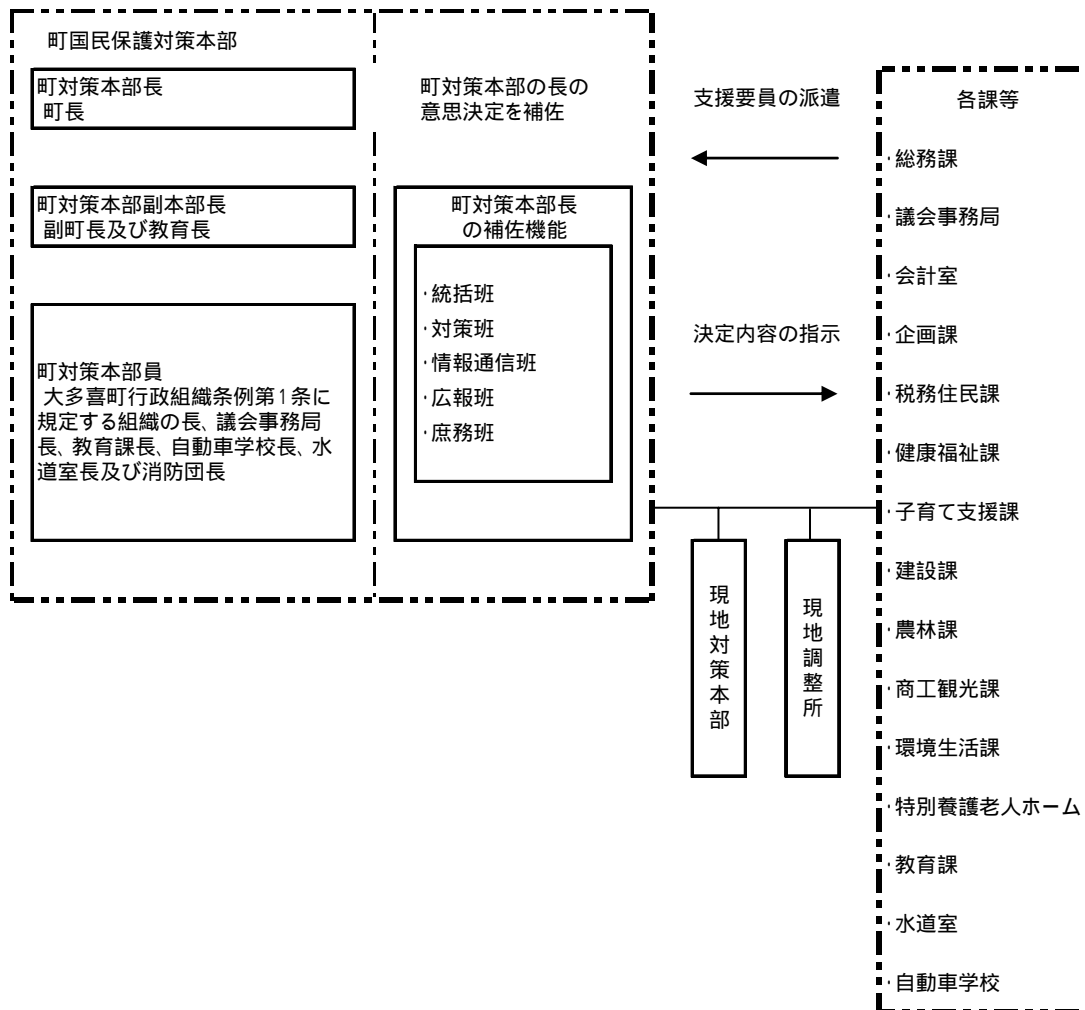 町国民保護対策本部
町対策本部長
町長
町対策本部副本部長
副町長及び教育長
町対策本部員
大多喜町行政組織条例第1条に
規定する組織の長、議会事務局
長、教育課長、自動車学校長、水
道室長及び消防団長
町対策本部の長の
意思決定を補佐
町対策本部長
の補佐機能
・統括班
・対策班
・情報通信班
・広報班
・庶務班
支援要員の派遣
決定内容の指示
現地対策本部
現地調整所
各課等
・総務課
・議会事務局
・会計室
・企画課
・税務住民課
・健康福祉課
・子育て支援課
・建設課
・農林課
・商工観光課
・環境生活課
・特別養護老人ホーム
・教育課
・水道室
・自動車学校